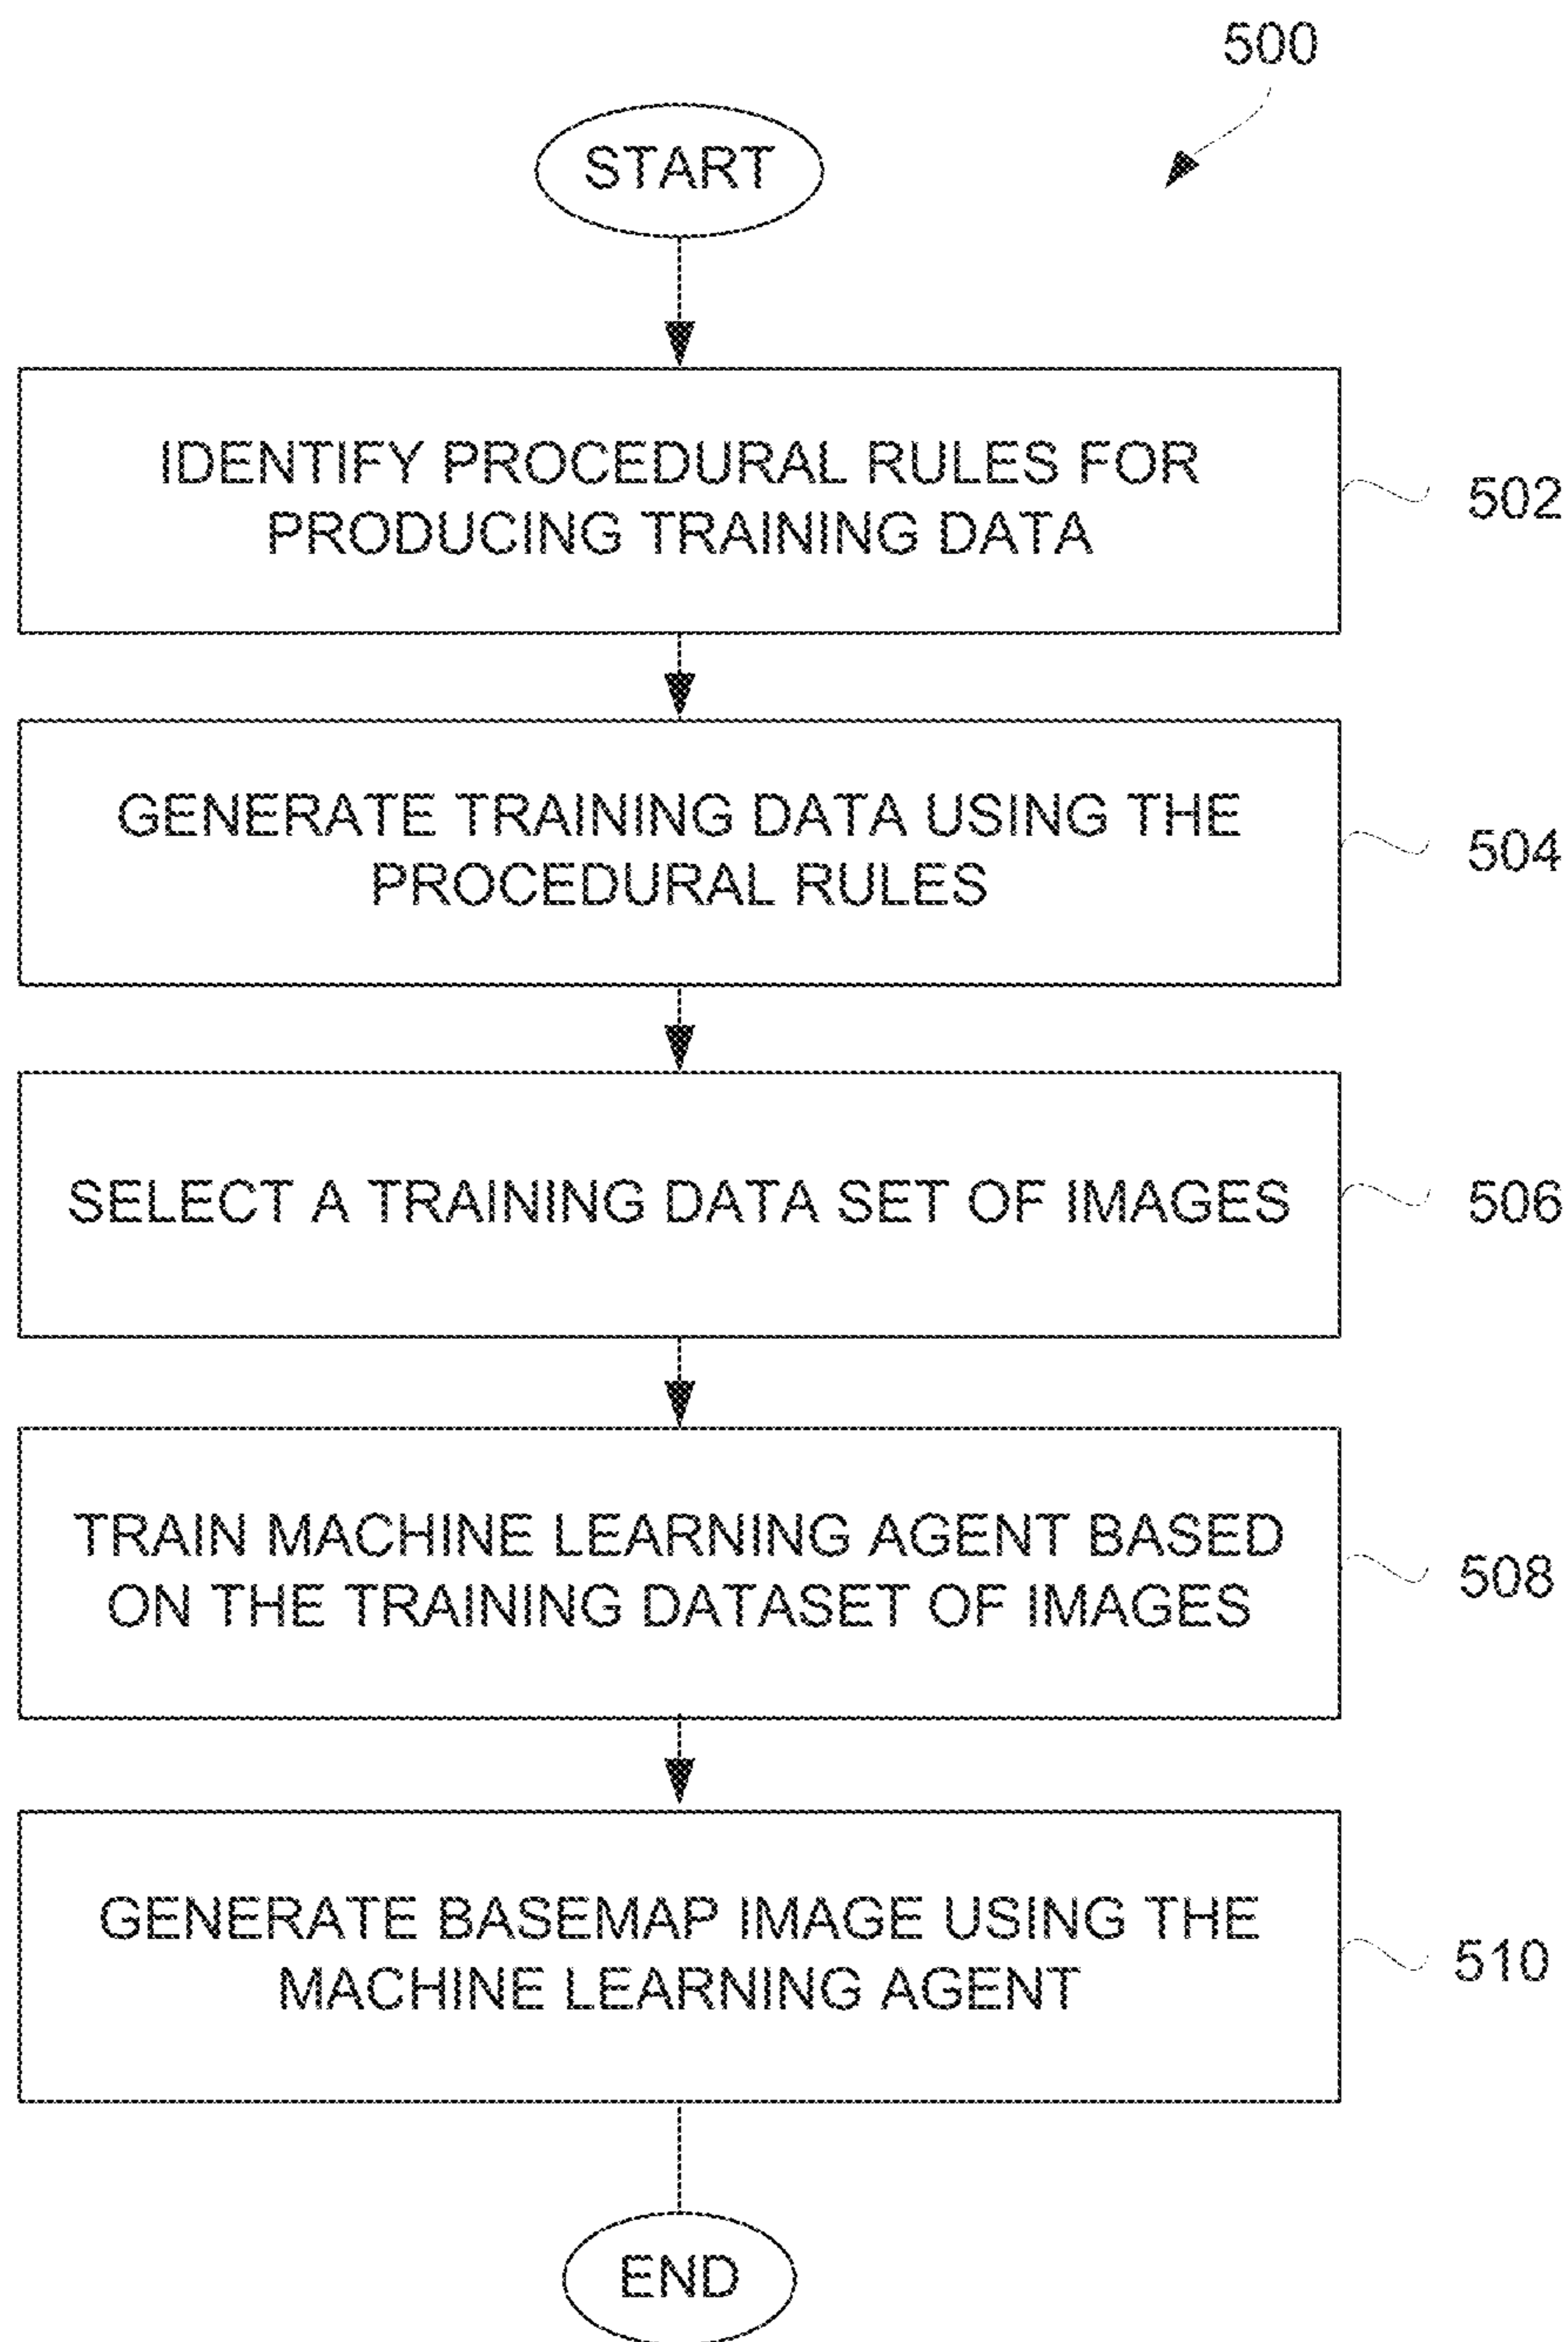 500
START
IDENTIFY PROCEDURAL RULES FOR
PRODUCING TRAINING DATA
502
GENERATE TRAINING DATA USING THE
PROCEDURAL RULES
504
SELECT A TRAINING DATA SET OF IMAGES
506
TRAIN MACHINE LEARNING AGENT BASED
ON THE TRAINING DATASET OF IMAGES
508
GENERATE BASEMAP IMAGE USING THE
MACHINE LEARNING AGENT
510
END